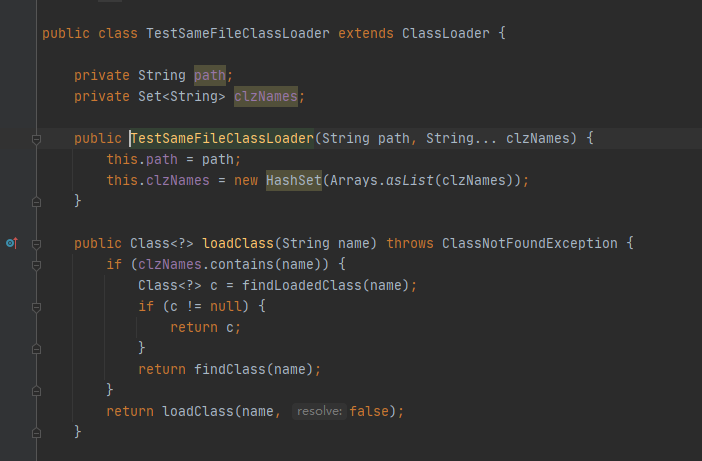 public class TestSameFileClassLoader extends ClassLoader {
private String path;
private Set<String> clzNames;
public TestSameFileClassLoader(String path, String... clzNames) {
this.path = path;
this.clzNames = new HashSet(Arrays.asList(clzNames));
}
public Class<?> loadClass(String name) throws ClassNotFoundException {
if (clzNames.contains(name)) {
Class<?> c = findLoadedClass(name);
if (c != null) {
return c;
}
return findClass(name);
}
return loadClass(name, resolve: false);
}